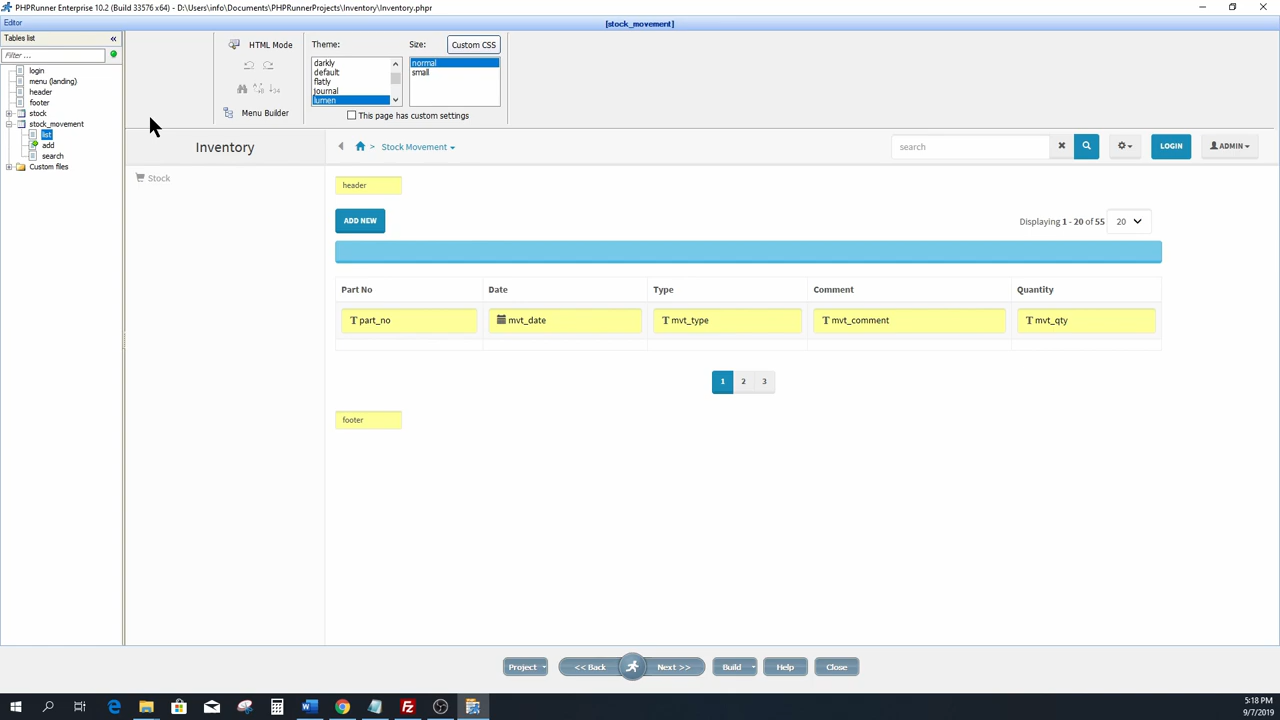 PHPRunner Enterprise 10.2 (Build 33576 x64) - D:\Users\info\Documents\PHPRunnerProjects\Inventory\Inventory.phpr
Editor
[stock_movement]
Tables list
Filter ...
login
menu (landing)
header
footer
stock
stock_movement
list
add
search
Custom files
HTML Mode
Menu Builder
Theme:
darkly
default
flatly
journal
lumen
Size:
Custom CSS
normal
small
This page has custom settings
Inventory
> Stock Movement
search
LOGIN
ADMIN
Stock
header
ADD NEW
Displaying 1 - 20 of 55
20
Part No Date Type Comment Quantity
part_no mvt_date mvt_type mvt_comment mvt_qty
1 2 3
footer
Project << Back Next >> Build Help Close
5:18 PM
9/7/2019